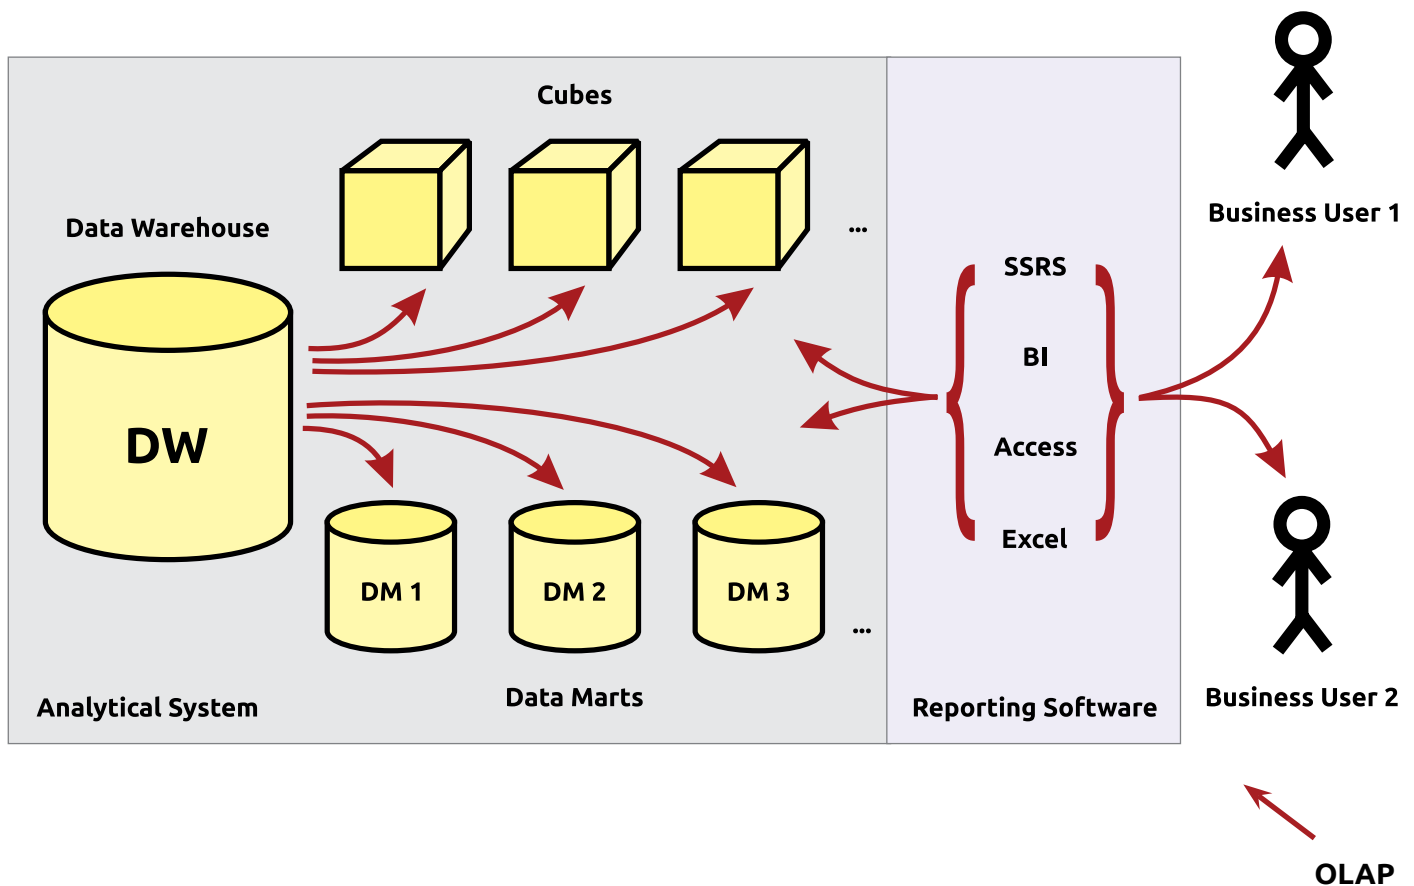 Cubes
Data Warehouse
...
DW
DM 1
DM 2
DM 3
...
Data Marts
Analytical System
SSRS
BI
Access
Excel
Reporting Software
Business User 1
Business User 2
OLAP